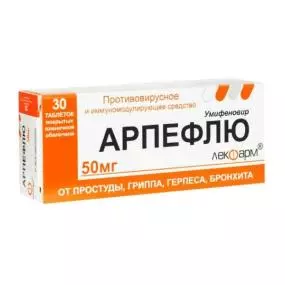 30 ТАБЛЕТОК
покрытых
пленочной
оболочкой
Противовирусное
и иммуномодулирующее средство
Умифеновир
АРПЕФЛЮ
50мг
лекфарм®
ОТ ПРОСТУДЫ, ГРИППА, ГЕРПЕСА, БРОНХИТА